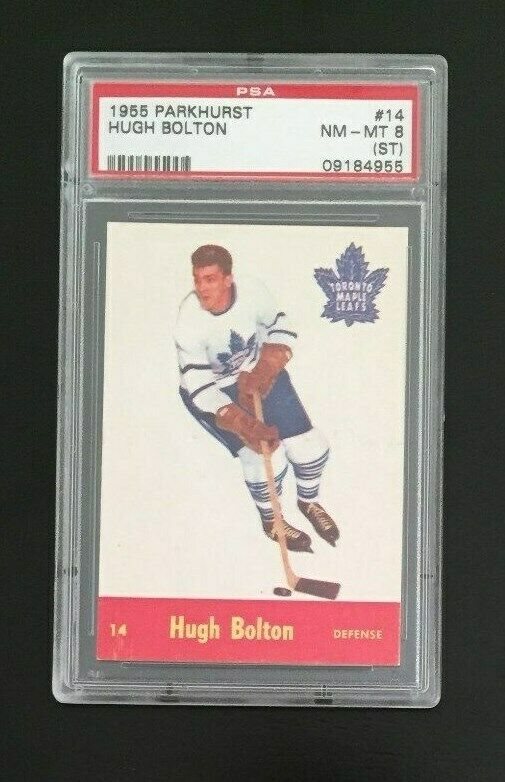 PSA
1955 PARKHURST #14
HUGH BOLTON NM-MT 8
(ST)
09184955
TORONTO
MAPLE
LEAFS
14 Hugh Bolton DEFENSE